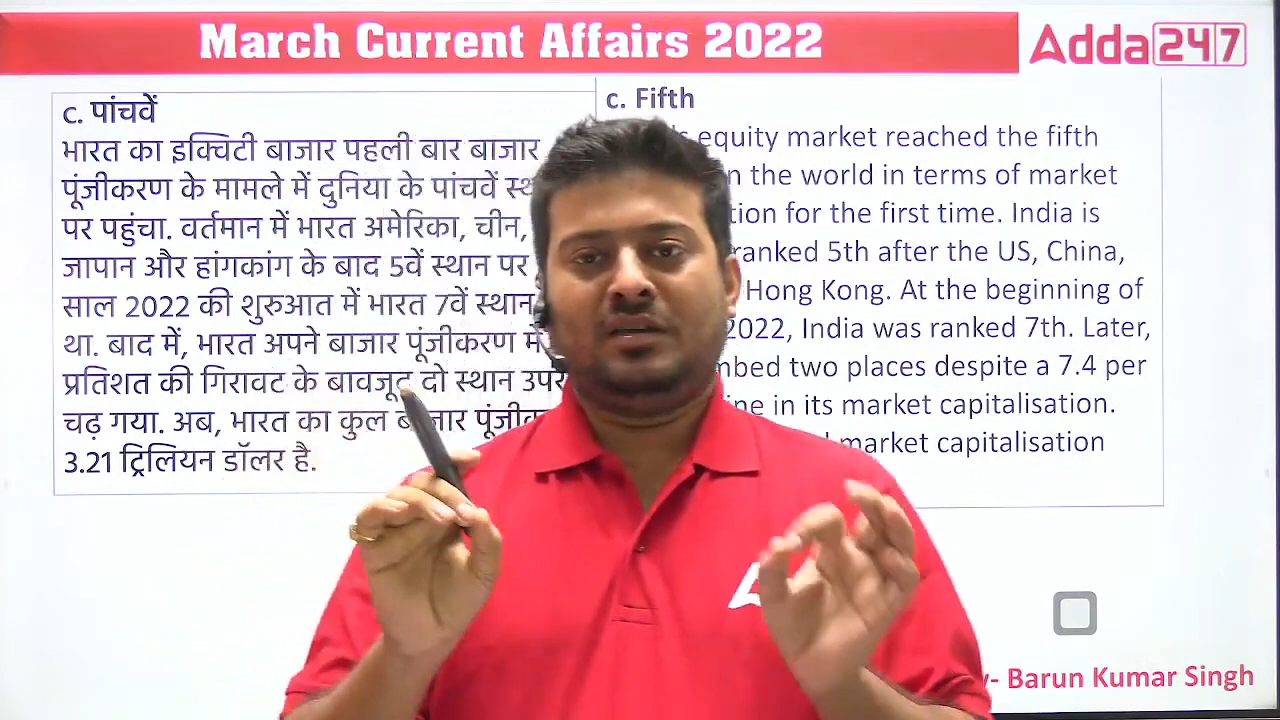 March Current Affairs 2022
Adda247
c. पांचवें
भारत का इक्विटी बाजार पहली बार बाजार
पूंजीकरण के मामले में दुनिया के पांचवें
पर पहुंचा. वर्तमान में भारत अमेरिका, चीन,
जापान और हांगकांग के बाद 5वें स्थान पर
साल 2022 की शुरुआत में भारत 7वें स्थान
था. बाद में, भारत अपने बाजार पूंजीकरण में
प्रतिशत की गिरावट के बावजूद दो स्थान उपर
चढ़ गया. अब, भारत का कुल बाजार
3.21 ट्रिलियन डॉलर है.
c. Fifth
equity market reached the fifth
the world in terms of market
for the first time. India is
ranked 5th after the US, China,
Hong Kong. At the beginning of
2022, India was ranked 7th. Later,
two places despite a 7.4 per
in its market capitalisation.
market capitalisation
- Barun Kumar Singh